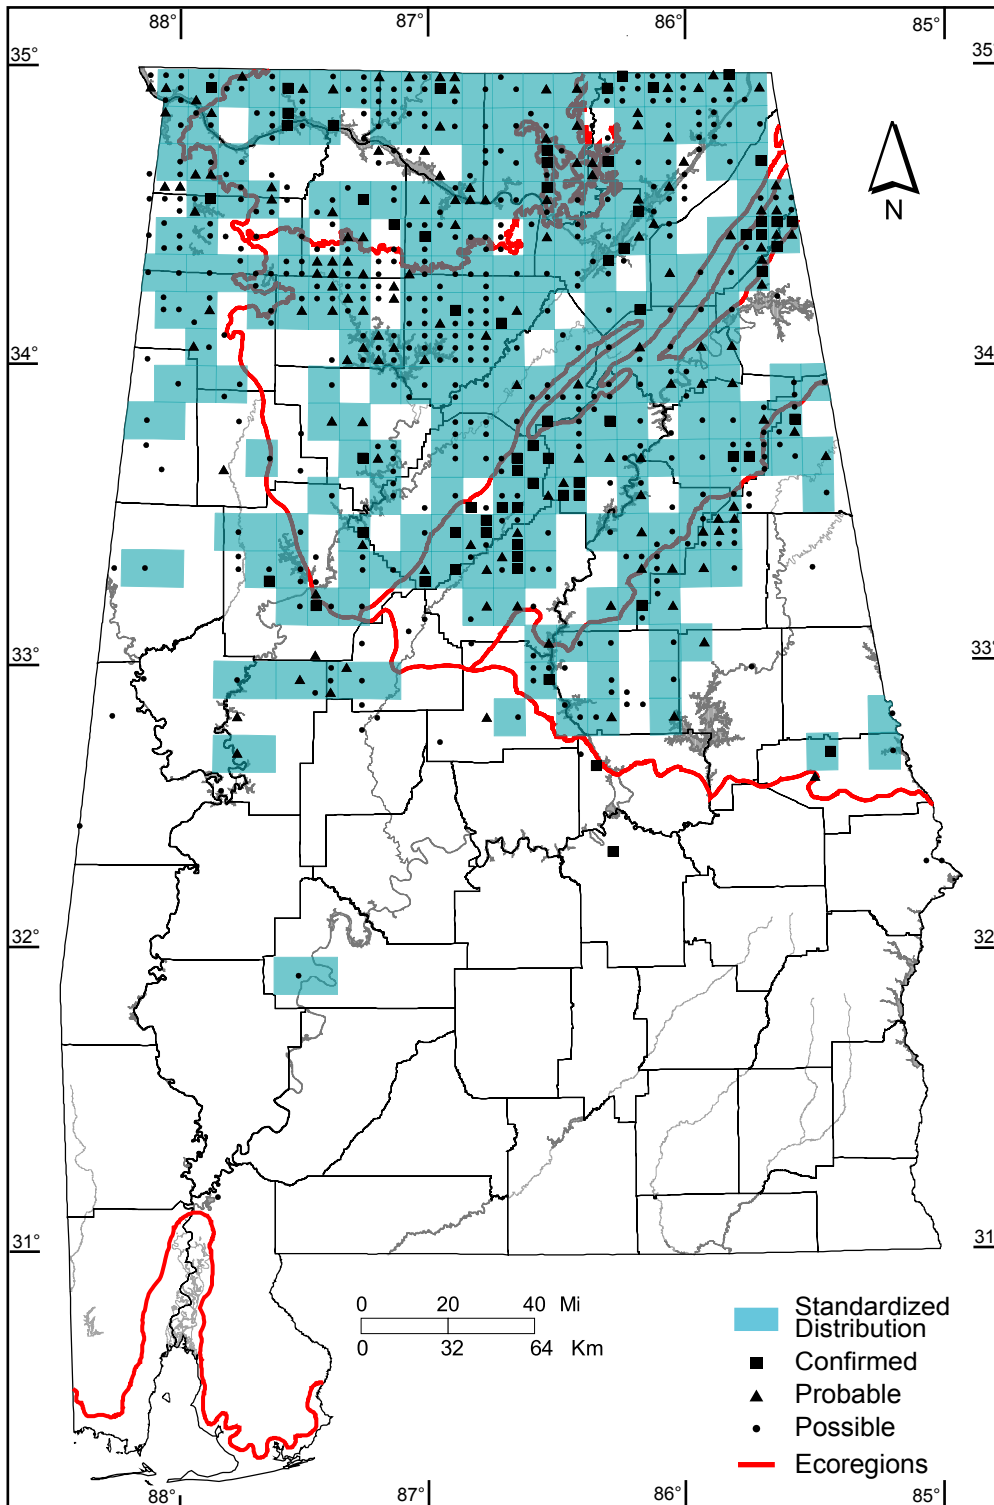 88° 87° 86° 85°
35° 35
N
34° 34
33° 33°
32° 32
31° 31
0 20 40 Mi
0 32 64 Km
Standardized
Distribution
Confirmed
Probable
Possible
Ecoregions
88° 87° 86° 85°